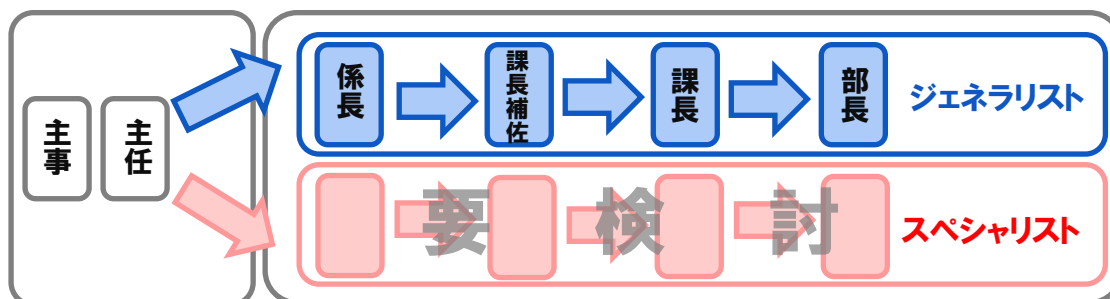 主事
主任
係長
課長補佐
課長
部長
ジェネラリスト
要検討
スペシャリスト